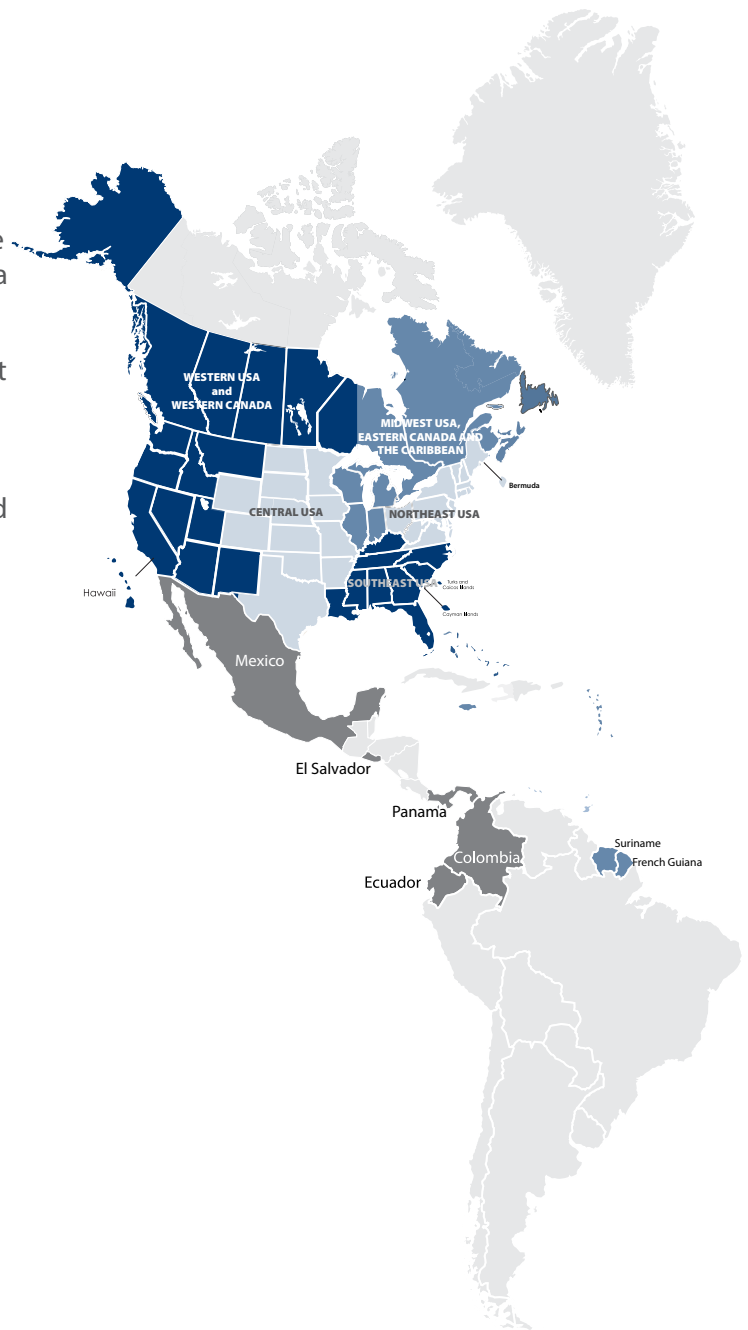 e
a
t
d
WESTERN USA
and
WESTERN CANADA
MIDWEST USA,
EASTERN CANADA AND
THE CARIBBEAN
Bermuda
CENTRAL USA
NORTHEAST USA
Hawaii
SOUTHEAST USA
Turks and
Caicos Islands
Cayman Islands
Mexico
El Salvador
Panama
Suriname
French Guiana
Colombia
Ecuador